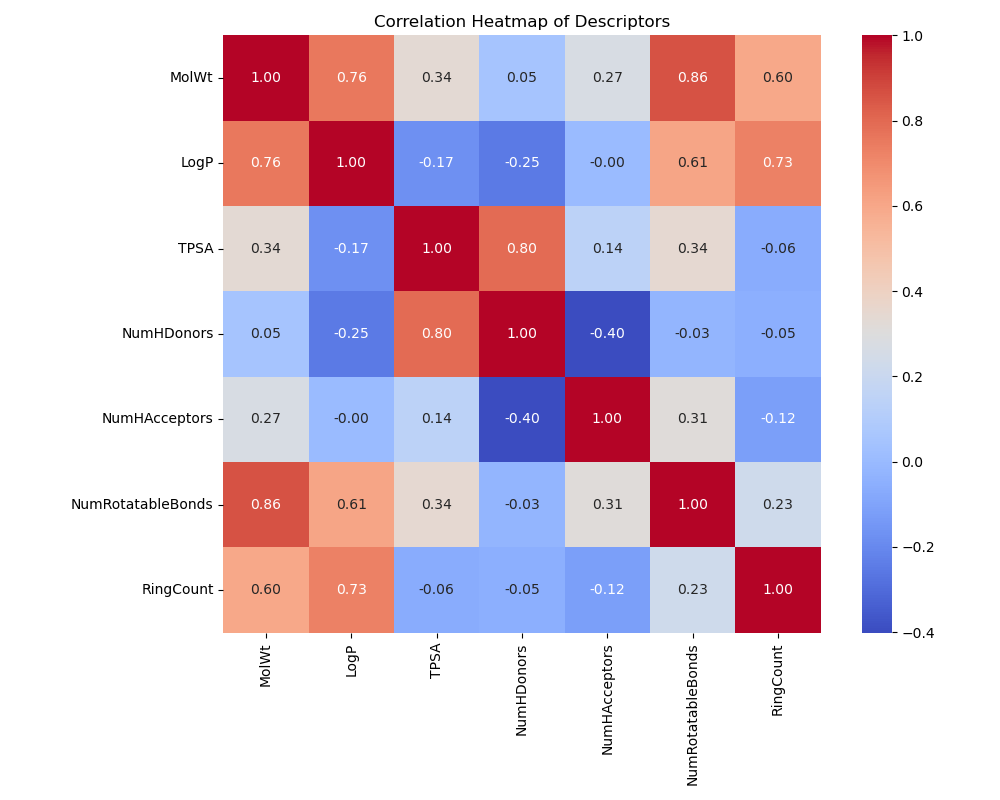 Correlation Heatmap of Descriptors
MolWt 1.00 0.76 0.34 0.05 0.27 0.86 0.60
LogP 0.76 1.00 -0.17 -0.25 -0.00 0.61 0.73
TPSA 0.34 -0.17 1.00 0.80 0.14 0.34 -0.06
NumHDonors 0.05 -0.25 0.80 1.00 -0.40 -0.03 -0.05
NumHAcceptors 0.27 -0.00 0.14 -0.40 1.00 0.31 -0.12
NumRotatableBonds 0.86 0.61 0.34 -0.03 0.31 1.00 0.23
RingCount 0.60 0.73 -0.06 -0.05 -0.12 0.23 1.00
MolWt
LogP
TPSA
NumHDonors
NumHAcceptors
NumRotatableBonds
RingCount
1.0
0.8
0.6
0.4
0.2
0.0
−0.2
−0.4